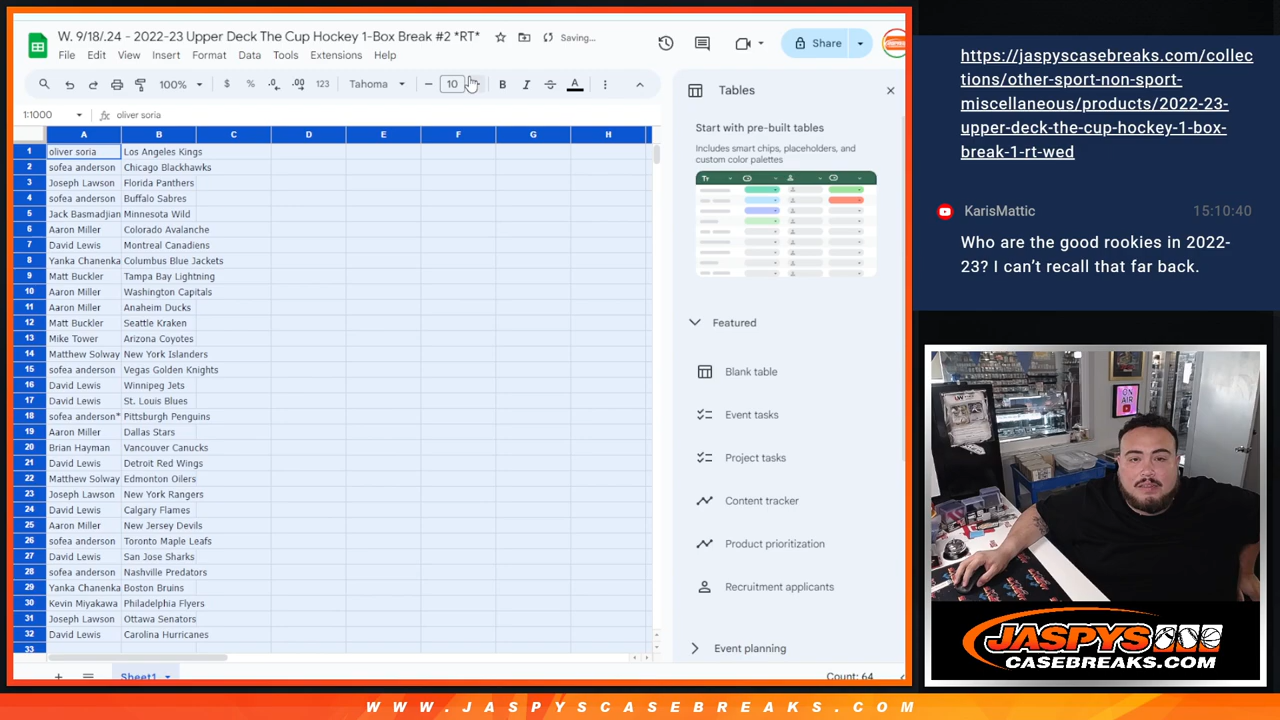 W. 9/18/.24 - 2022-23 Upper Deck The Cup Hockey 1-Box Break #2 *RT*
Saving...
File Edit View Insert Format Data Tools Extensions Help
Share
100% $ % .0 .00 123 Tahoma 10 B I S A
1:1000 fx oliver soria
A B C D E F G H
1 oliver soria Los Angeles Kings
2 sofea anderson Chicago Blackhawks
3 Joseph Lawson Florida Panthers
4 sofea anderson Buffalo Sabres
5 Jack Basmadjian Minnesota Wild
6 Aaron Miller Colorado Avalanche
7 David Lewis Montreal Canadiens
8 Yanka Chanenka Columbus Blue Jackets
9 Matt Buckler Tampa Bay Lightning
10 Aaron Miller Washington Capitals
11 Aaron Miller Anaheim Ducks
12 Matt Buckler Seattle Kraken
13 Mike Tower Arizona Coyotes
14 Matthew Solway New York Islanders
15 sofea anderson Vegas Golden Knights
16 David Lewis Winnipeg Jets
17 David Lewis St. Louis Blues
18 sofea anderson* Pittsburgh Penguins
19 Aaron Miller Dallas Stars
20 Brian Hayman Vancouver Canucks
21 David Lewis Detroit Red Wings
22 Matthew Solway Edmonton Oilers
23 Joseph Lawson New York Rangers
24 David Lewis Calgary Flames
25 Aaron Miller New Jersey Devils
26 sofea anderson Toronto Maple Leafs
27 David Lewis San Jose Sharks
28 sofea anderson Nashville Predators
29 Yanka Chanenka Boston Bruins
30 Kevin Miyakawa Philadelphia Flyers
31 Joseph Lawson Ottawa Senators
32 David Lewis Carolina Hurricanes
33
Sheet1
Count: 64
Tables
Start with pre-built tables
Includes smart chips, placeholders, and
custom color palettes
Featured
Blank table
Event tasks
Project tasks
Content tracker
Product prioritization
Recruitment applicants
Event planning
https://jaspyscasebreaks.com/collec
tions/other-sport-non-sport-
miscellaneous/products/2022-23-
upper-deck-the-cup-hockey-1-box-
break-1-rt-wed
KarisMattic 15:10:40
Who are the good rookies in 2022-
23? I can't recall that far back.
ON
AIR
JASPYS
CASEBREAKS.COM
WWW.JASPYSCASEBREAKS.COM